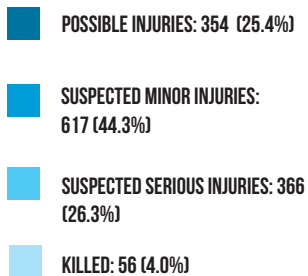 POSSIBLE INJURIES: 354 (25.4%)
SUSPECTED MINOR INJURIES:
617 (44.3%)
SUSPECTED SERIOUS INJURIES: 366
(26.3%)
KILLED: 56 (4.0%)